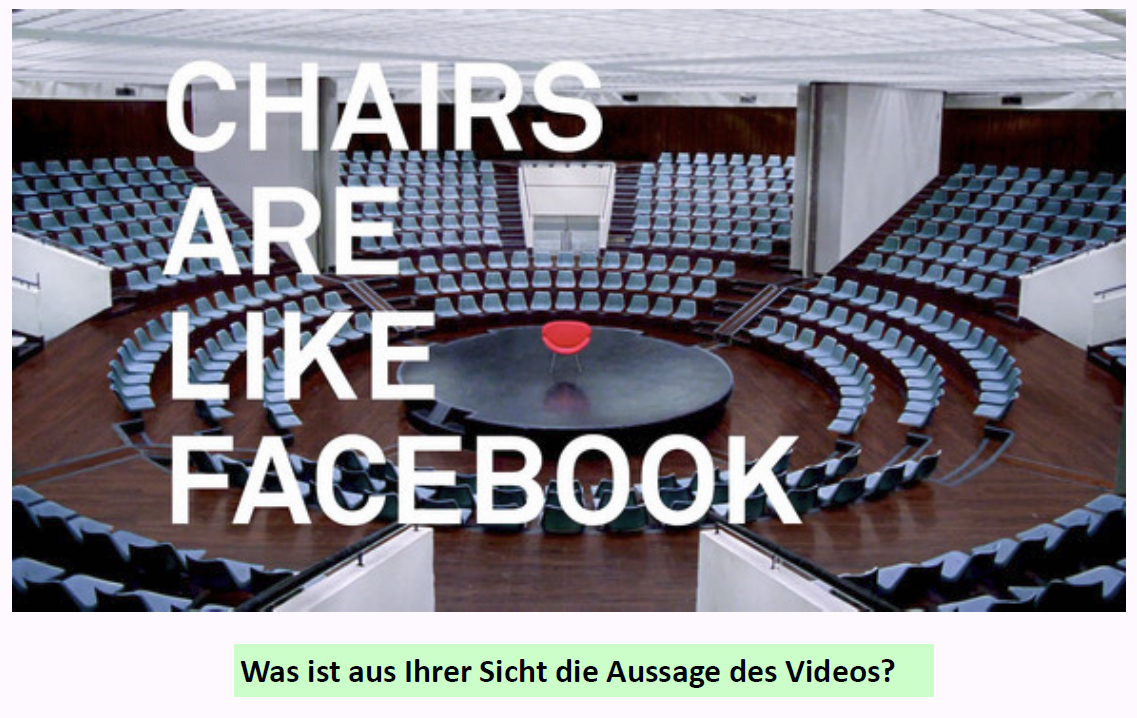 CHAIRS
ARE
LIKE
FACEBOOK
Was ist aus Ihrer Sicht die Aussage des Videos?